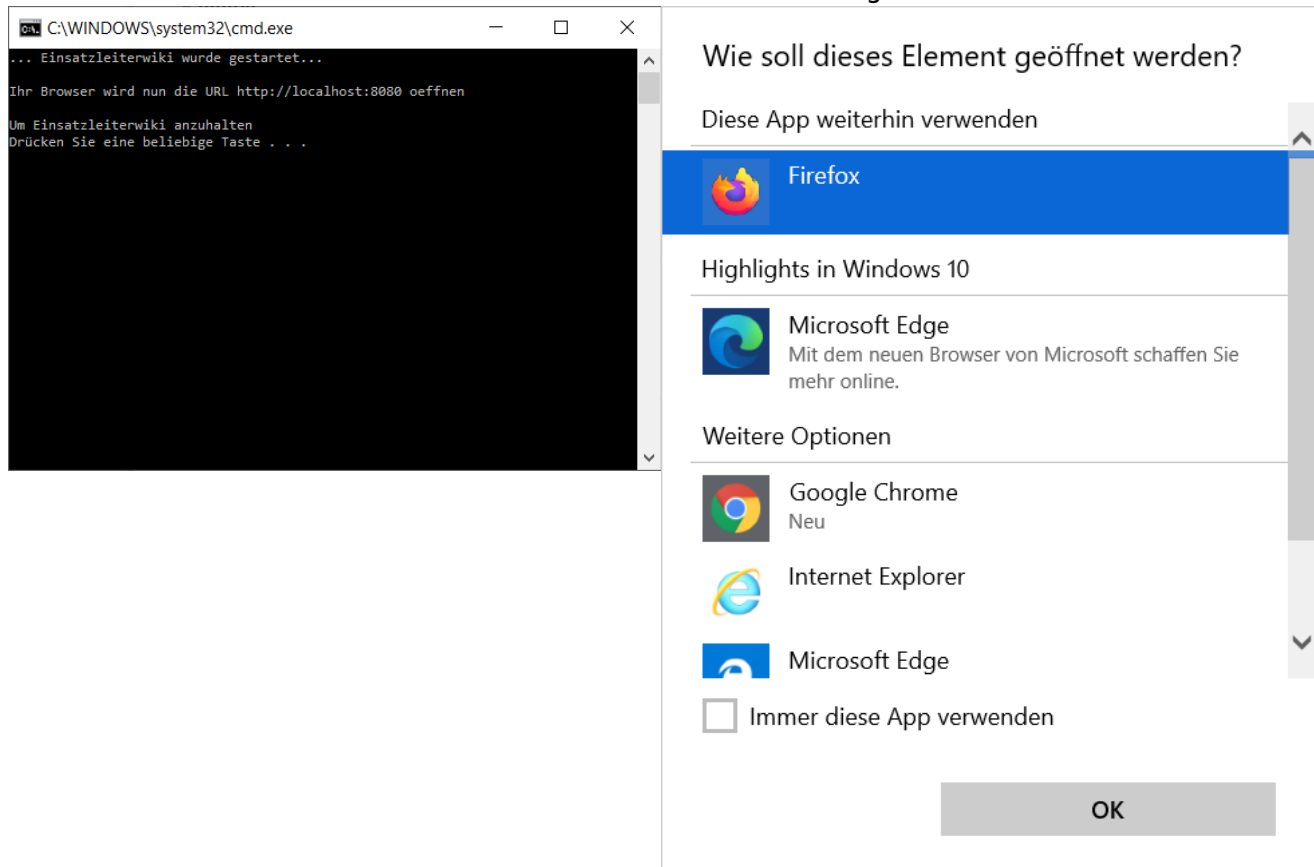 C:\WINDOWS\system32\cmd.exe
... Einsatzleiterwiki wurde gestartet...
Ihr Browser wird nun die URL http://localhost:8080 oeffnen
Um Einsatzleiterwiki anzuhalten
Drücken Sie eine beliebige Taste . . .
Wie soll dieses Element geöffnet werden?
Diese App weiterhin verwenden
Firefox
Highlights in Windows 10
Microsoft Edge
Mit dem neuen Browser von Microsoft schaffen Sie
mehr online.
Weitere Optionen
Google Chrome
Neu
Internet Explorer
Microsoft Edge
Immer diese App verwenden
OK